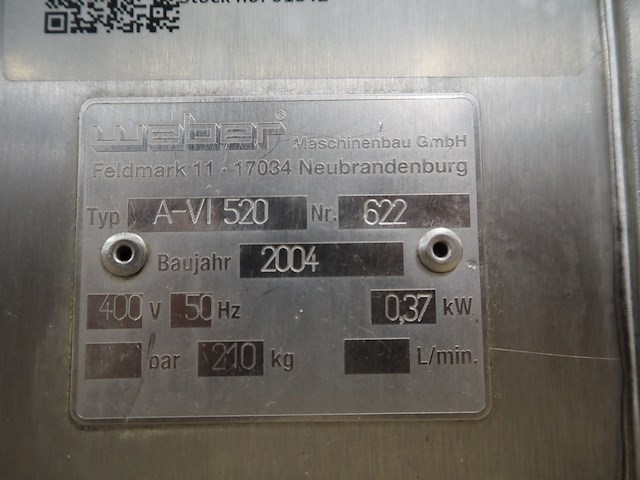 weber® Maschinenbau GmbH
Feldmark 11 - 17034 Neubrandenburg
Typ A-VI 520 Nr. 622
Baujahr 2004
400 V 50 Hz 0,37 kW
bar 210 kg L/min.